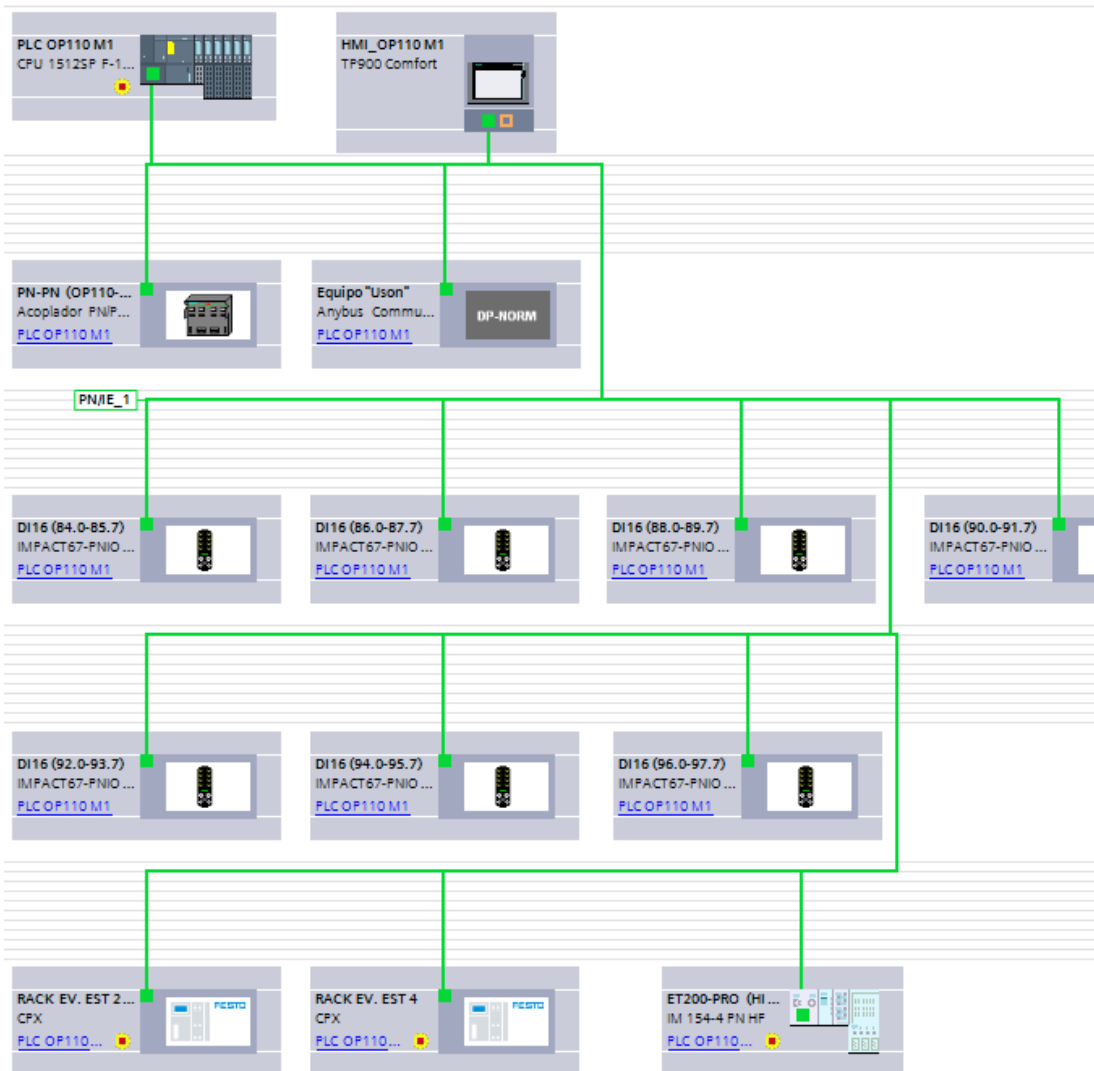 PLC OP110 M1
CPU 1512SP F-1...
HMI_OP110 M1
TP900 Comfort
PN-PN (OP110-...
Acoplador PN/P...
PLC OP110 M1
Equipo "Uson"
Anybus Commu...
PLC OP110 M1
DP-NORM
PN/IE_1
DI16 (84.0-85.7)
IMPACT67-PNIO ...
PLC OP110 M1
DI16 (86.0-87.7)
IMPACT67-PNIO ...
PLC OP110 M1
DI16 (88.0-89.7)
IMPACT67-PNIO ...
PLC OP110 M1
DI16 (90.0-91.7)
IMPACT67-PNIO ...
PLC OP110 M1
DI16 (92.0-93.7)
IMPACT67-PNIO ...
PLC OP110 M1
DI16 (94.0-95.7)
IMPACT67-PNIO ...
PLC OP110 M1
DI16 (96.0-97.7)
IMPACT67-PNIO ...
PLC OP110 M1
RACK EV. EST 2...
CPX
PLC OP110...
FESTO
RACK EV. EST 4
CPX
PLC OP110...
FESTO
ET200-PRO (HI ...
IM 154-4 PN HF
PLC OP110...